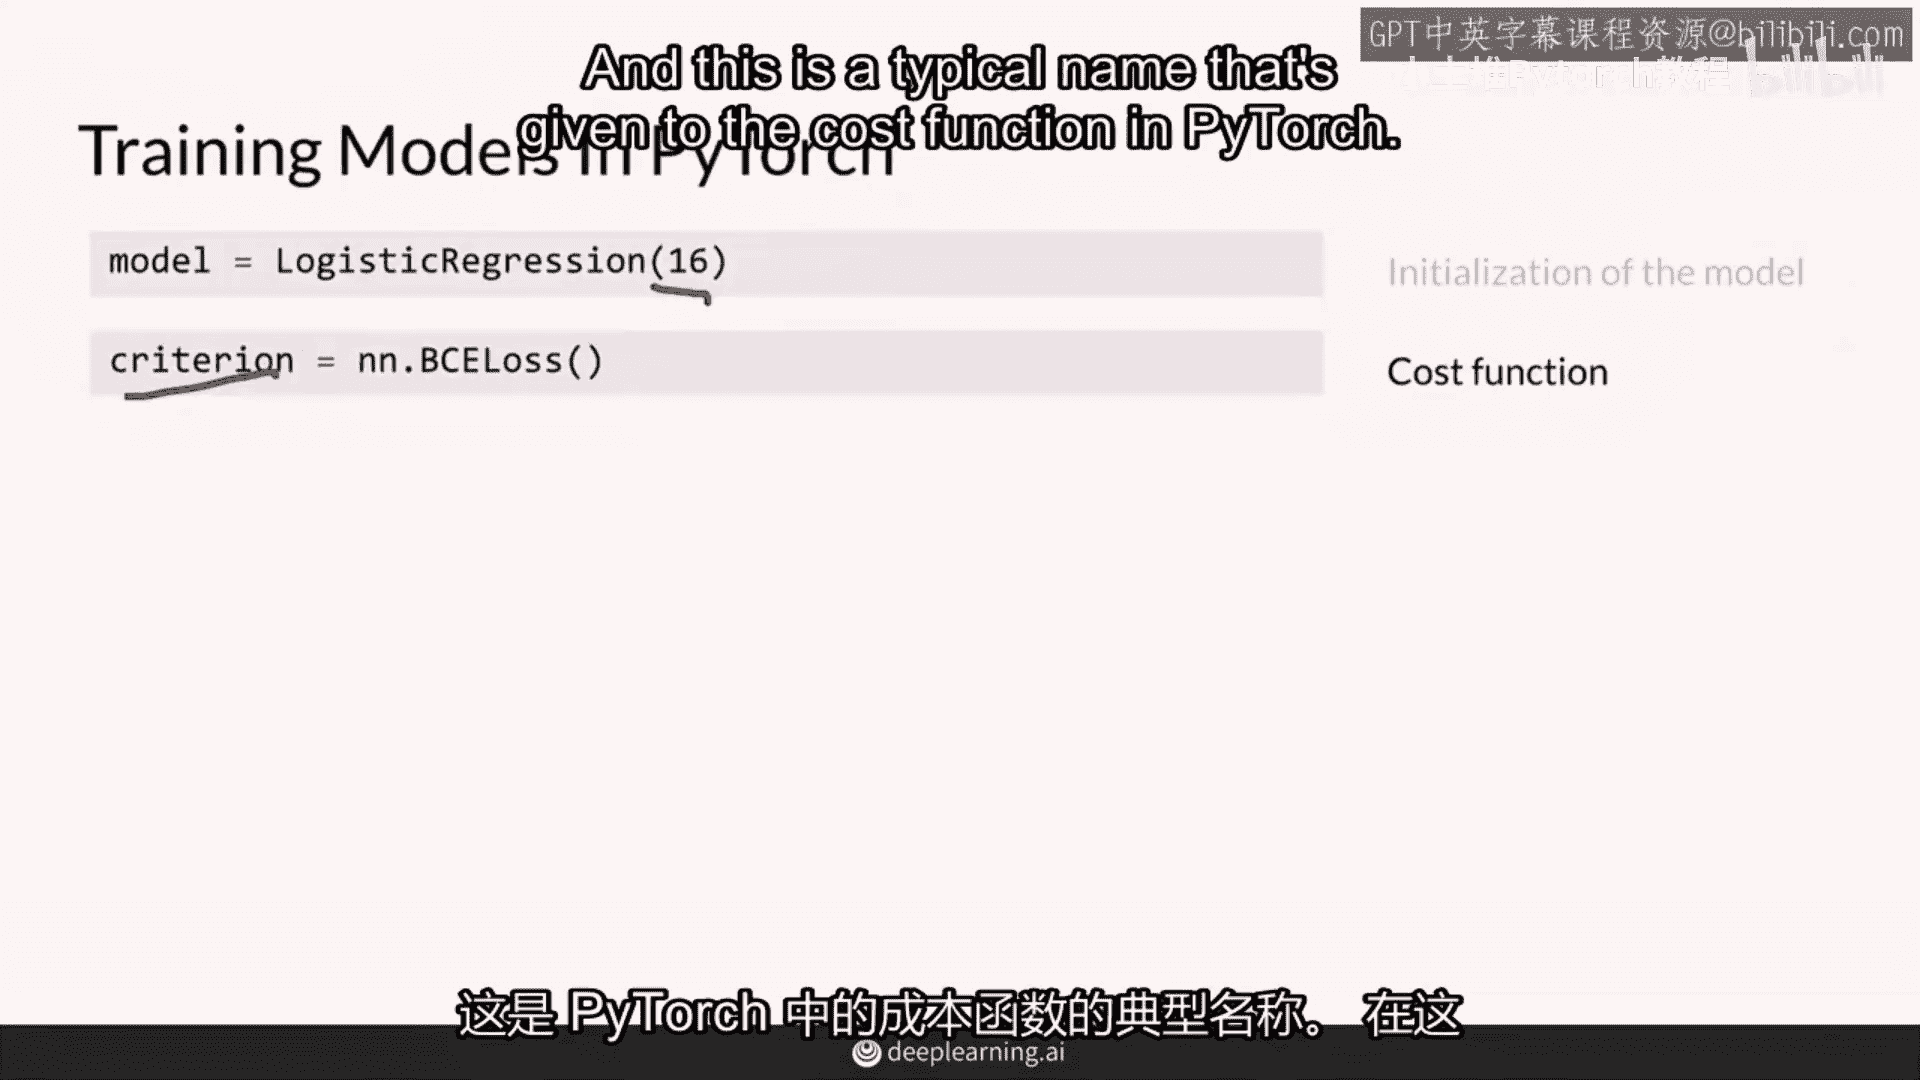 GPT中英字幕课程资源@bilibili.com
And this is a typical name that's
given to the cost function in PyTorch.
Training Models In PyTorch
model = LogisticRegression(16)
Initialization of the model
criterion = nn.BCELoss()
Cost function
这是 PyTorch 中的成本函数的典型名称。 在这
deeplearning.ai